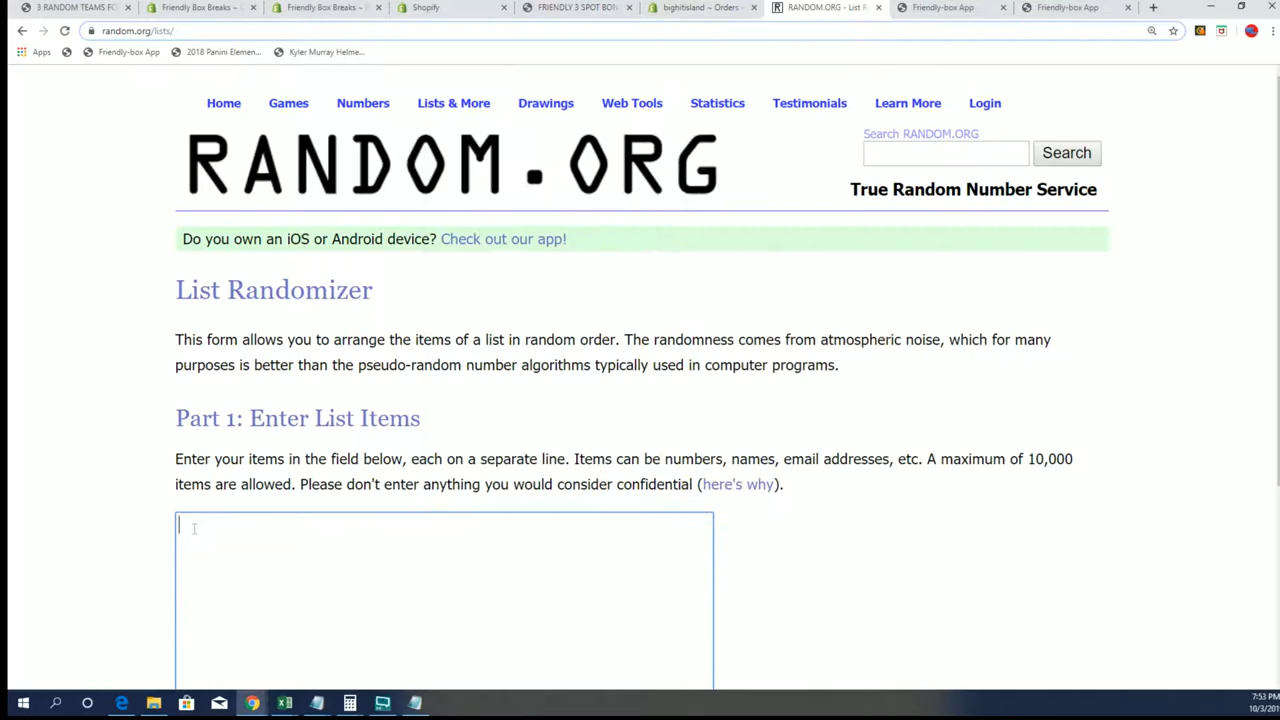 3 RANDOM TEAMS FO
Friendly Box Breaks ~
Friendly Box Breaks ~
Shopify
FRIENDLY 3 SPOT BO
bighitisland ~ Orders
RANDOM.ORG - List R
Friendly-box App
Friendly-box App
random.org/lists/
Apps
Friendly-box App
2018 Panini Elemen...
Kyler Murray Helme...
Home
Games
Numbers
Lists & More
Drawings
Web Tools
Statistics
Testimonials
Learn More
Login
RANDOM.ORG
Search RANDOM.ORG
Search
True Random Number Service
Do you own an iOS or Android device? Check out our app!
List Randomizer
This form allows you to arrange the items of a list in random order. The randomness comes from atmospheric noise, which for many
purposes is better than the pseudo-random number algorithms typically used in computer programs.
Part 1: Enter List Items
Enter your items in the field below, each on a separate line. Items can be numbers, names, email addresses, etc. A maximum of 10,000
items are allowed. Please don't enter anything you would consider confidential (here's why).
7:53 PM
10/3/201